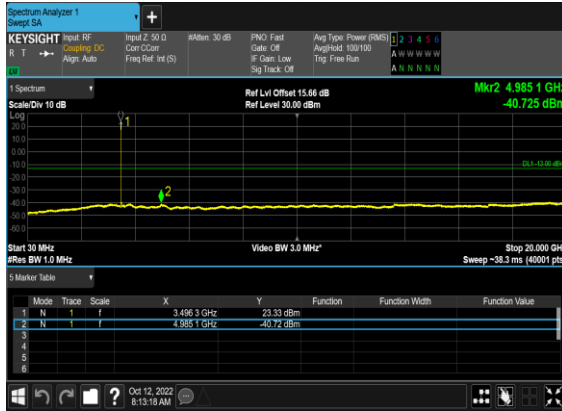 Spectrum Analyzer 1
Swept SA
+
KEYSIGHT Input: RF Input Z: 50 Ω #Atten: 30 dB PNO: Fast Avg Type: Power (RMS) 1 2 3 4 5 6
R T Coupling: DC Corr CCorr Gate: Off Avg|Hold: 100/100 A W W W W W
Align: Auto Freq Ref: Int (S) IF Gain: Low Trig: Free Run
Sig Track: Off A N N N N N
LU
1 Spectrum Ref Lvl Offset 15.66 dB Mkr2 4.985 1 GHz
Scale/Div 10 dB Ref Level 30.00 dBm -40.725 dBm
Log
20.0
10.0
0.00
-10.0
-20.0
-30.0
-40.0
-50.0
-60.0
1
DL1 -13.00 dBm
2
Start 30 MHz Video BW 3.0 MHz* Stop 20.000 GHz
#Res BW 1.0 MHz Sweep ~38.3 ms (40001 pts)
5 Marker Table
Mode Trace Scale X Y Function Function Width Function Value
1 N 1 f 3.496 3 GHz 23.33 dBm
2 N 1 f 4.985 1 GHz -40.72 dBm
3
4
5
6
? Oct 12, 2022
8:13:18 AM